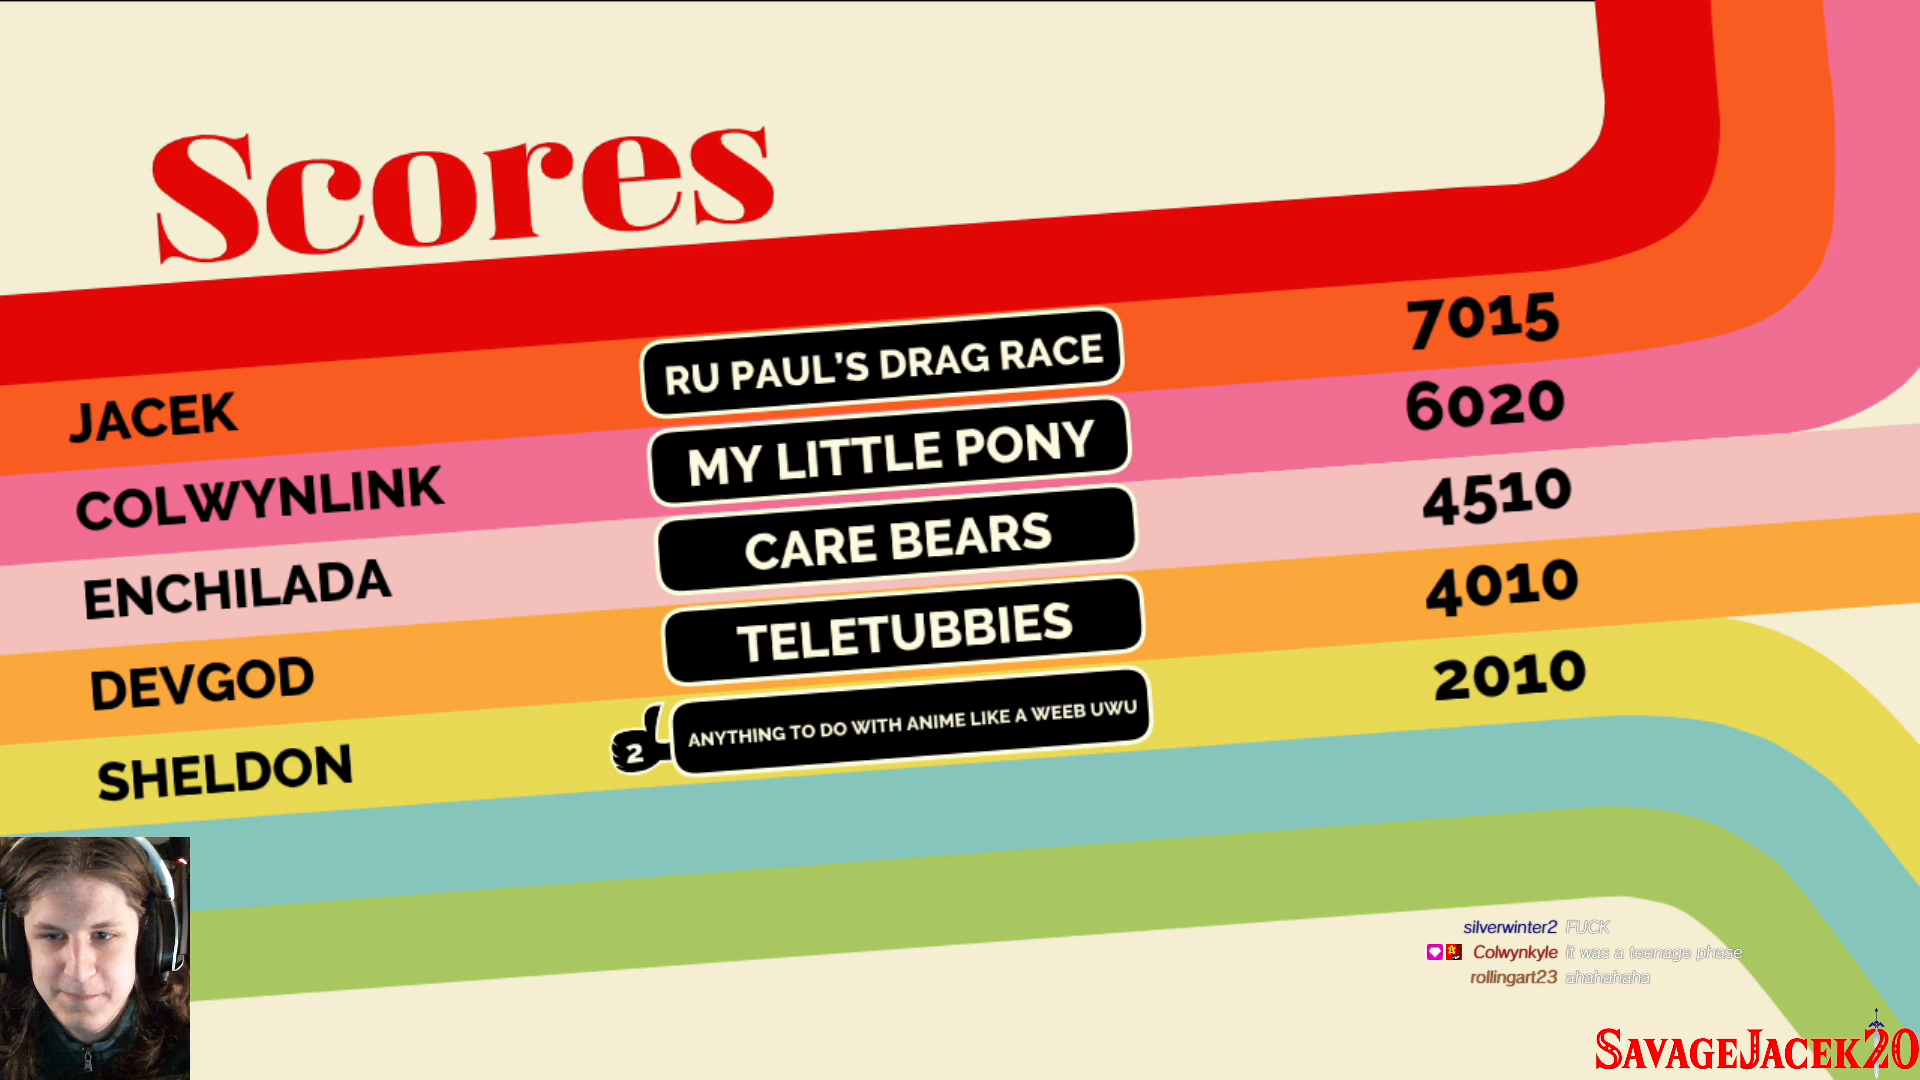 Scores
JACEK RU PAUL'S DRAG RACE 7015
COLWYNLINK MY LITTLE PONY 6020
ENCHILADA CARE BEARS 4510
DEVGOD TELETUBBIES 4010
SHELDON 2 ANYTHING TO DO WITH ANIME LIKE A WEEB UWU 2010
silverwinter2 FUCK
Colwynkyle It was a teenage phase
rollingart23 ahahahaha
SAVAGEJACEK20